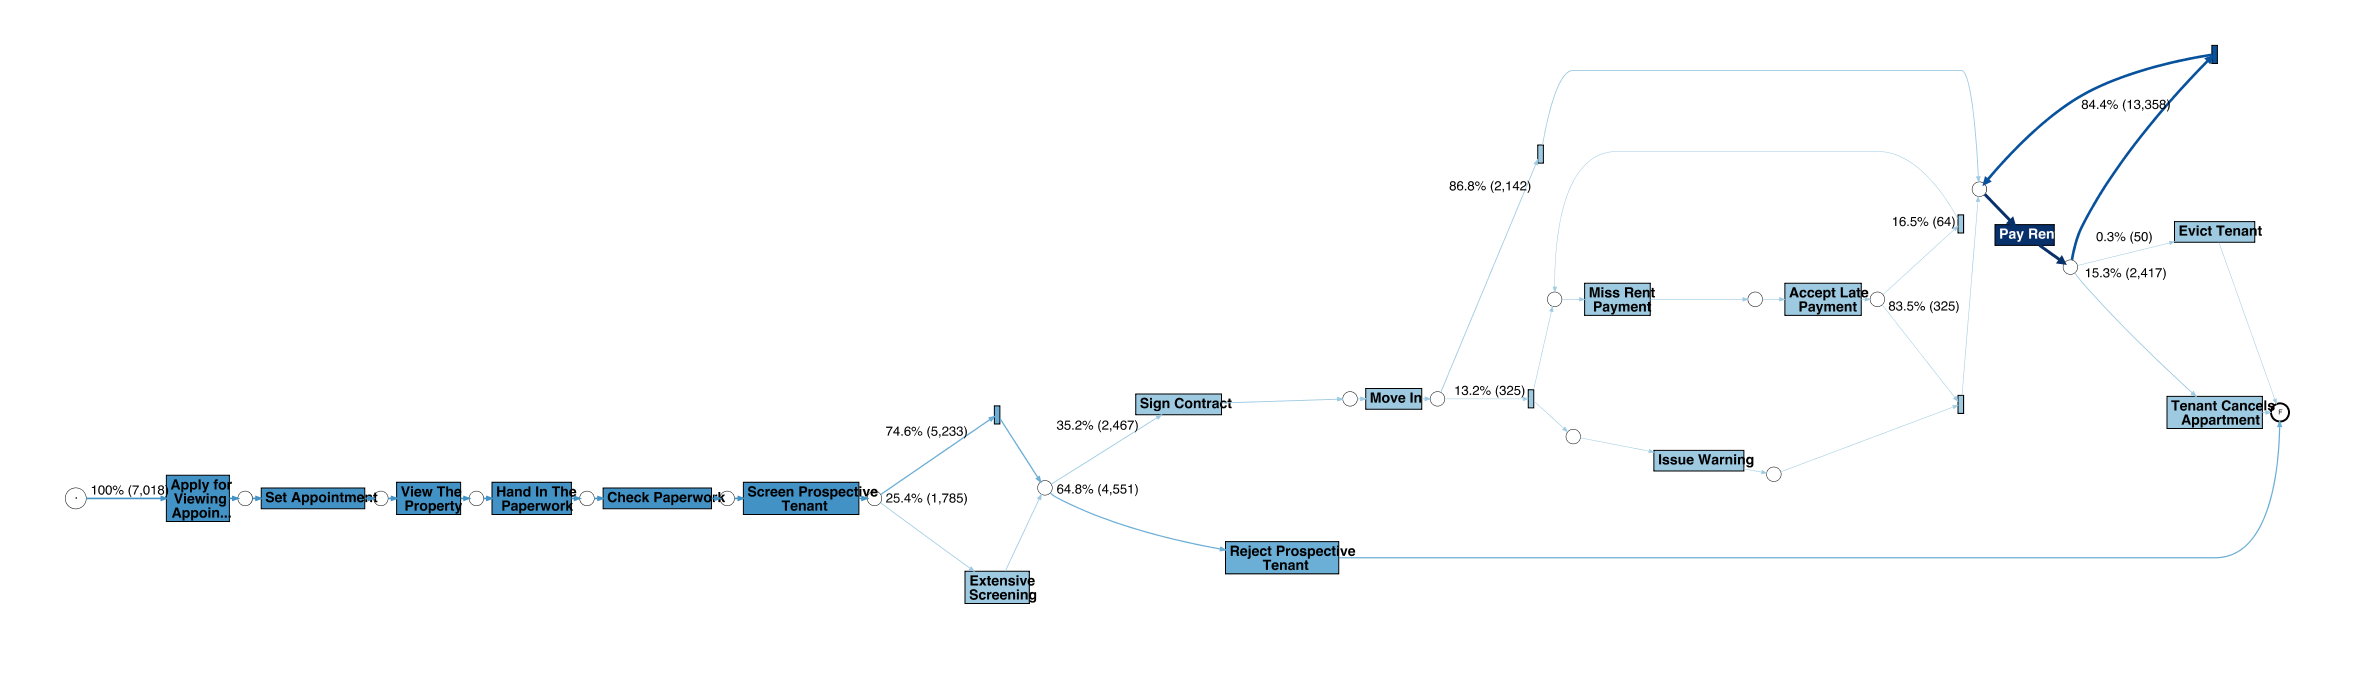 100% (7,018)
Apply for
Viewing
Appoin...
Set Appointment
View The
Property
Hand In The
Paperwork
Check Paperwork
Screen Prospective
Tenant
74.6% (5,233)
25.4% (1,785)
Extensive
Screening
35.2% (2,467)
64.8% (4,551)
Sign Contract
Reject Prospective
Tenant
Move In
86.8% (2,142)
13.2% (325)
Miss Rent
Payment
Accept Late
Payment
Issue Warning
16.5% (64)
83.5% (325)
Pay Ren
84.4% (13,358)
0.3% (50)
15.3% (2,417)
Evict Tenant
Tenant Cancels
Appartment
F